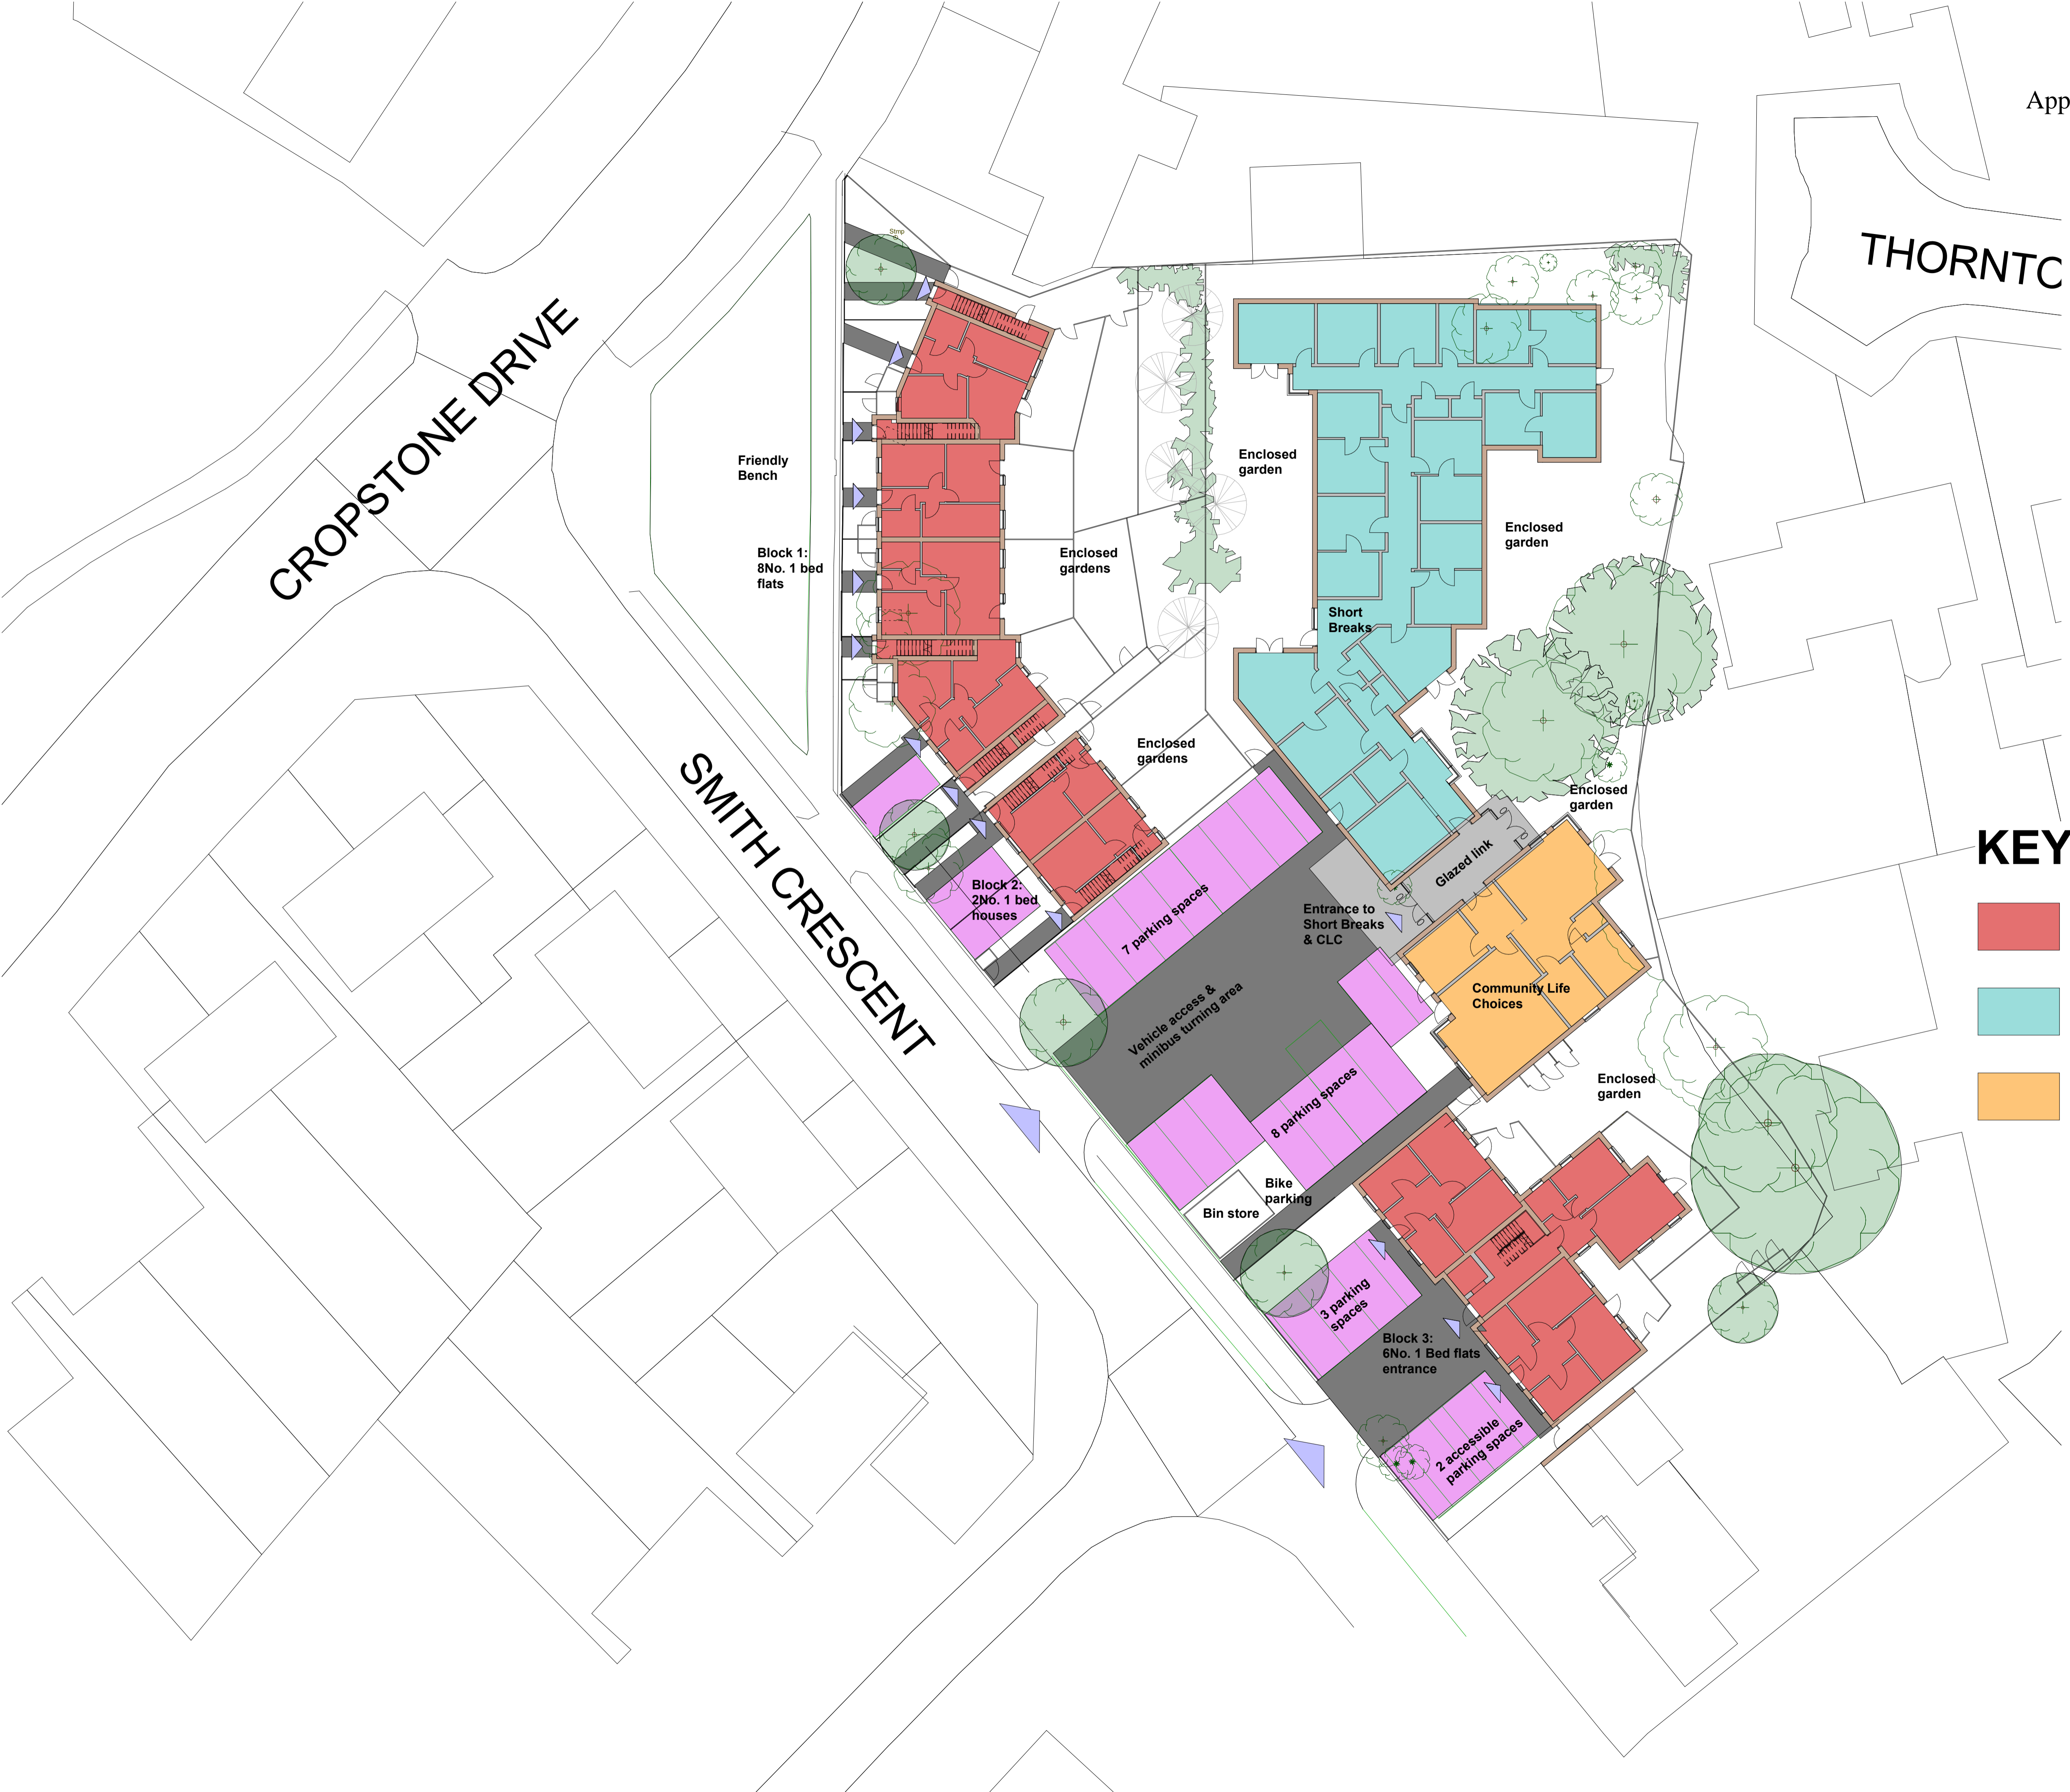 App
THORNTO
Stmp
CROPSTONE DRIVE
Friendly
Bench
Enclosed
garden
Enclosed
garden
Block 1:
8No. 1 bed
flats
Enclosed
gardens
Short
Breaks
Enclosed
gardens
SMITH CRESCENT
Enclosed
garden
KEY
Glazed link
Block 2:
2No. 1 bed
houses
7 parking spaces
Entrance to
Short Breaks
& CLC
Community Life
Choices
Vehicle access &
minibus turning area
Enclosed
garden
8 parking spaces
Bike
parking
Bin store
3 parking
spaces
Block 3:
6No. 1 Bed flats
entrance
2 accessible
parking spaces